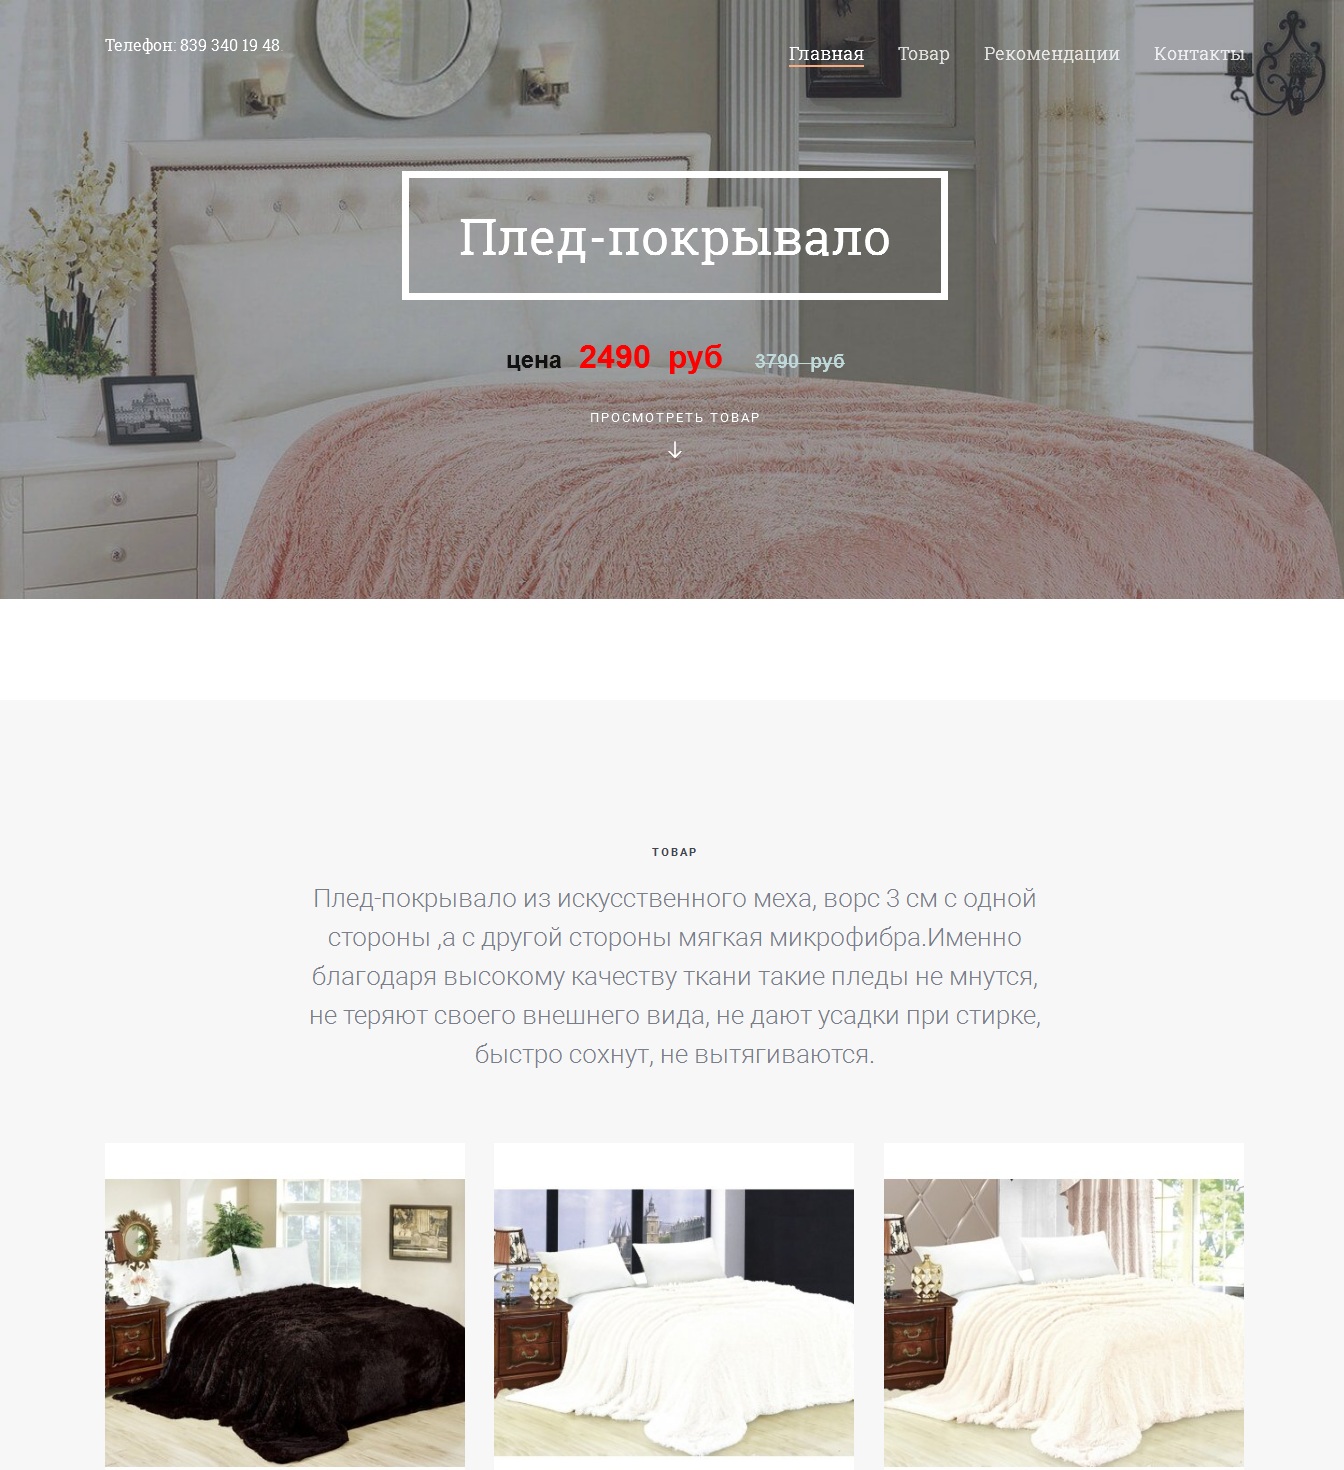 Телефон: 839 340 19 48
Главная Товар Рекомендации Контакты
Плед-покрывало
цена 2490 руб 3790 руб
ПРОСМОТРЕТЬ ТОВАР
ТОВАР
Плед-покрывало из искусственного меха, ворс 3 см с одной
стороны ,а с другой стороны мягкая микрофибра.Именно
благодаря высокому качеству ткани такие пледы не мнутся,
не теряют своего внешнего вида, не дают усадки при стирке,
быстро сохнут, не вытягиваются.